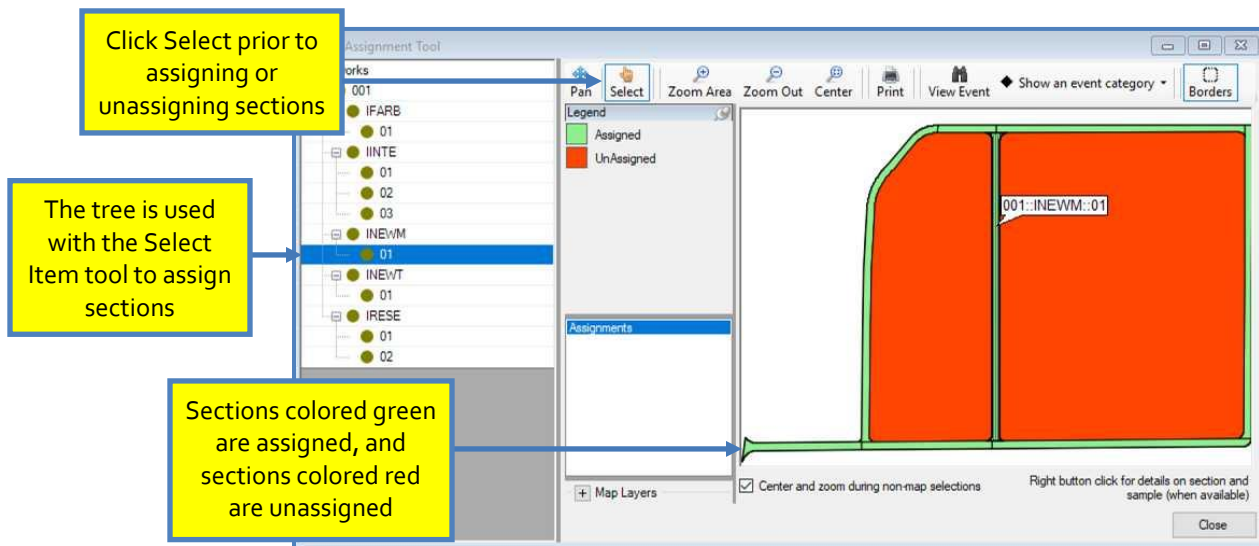 Click Select prior to
assigning or
unassigning sections
The tree is used
with the Select
Item tool to assign
sections
Sections colored green
are assigned, and
sections colored red
are unassigned
Assignment Tool
001
IFARB
01
IINTE
01
02
03
INEWM
01
INEWT
01
IRESE
01
02
Pan Select Zoom Area Zoom Out Center Print View Event Show an event category Borders
Legend
Assigned
UnAssigned
Assignments
Map Layers
001::INEWM::01
Center and zoom during non-map selections
Right button click for details on section and
sample (when available)
Close